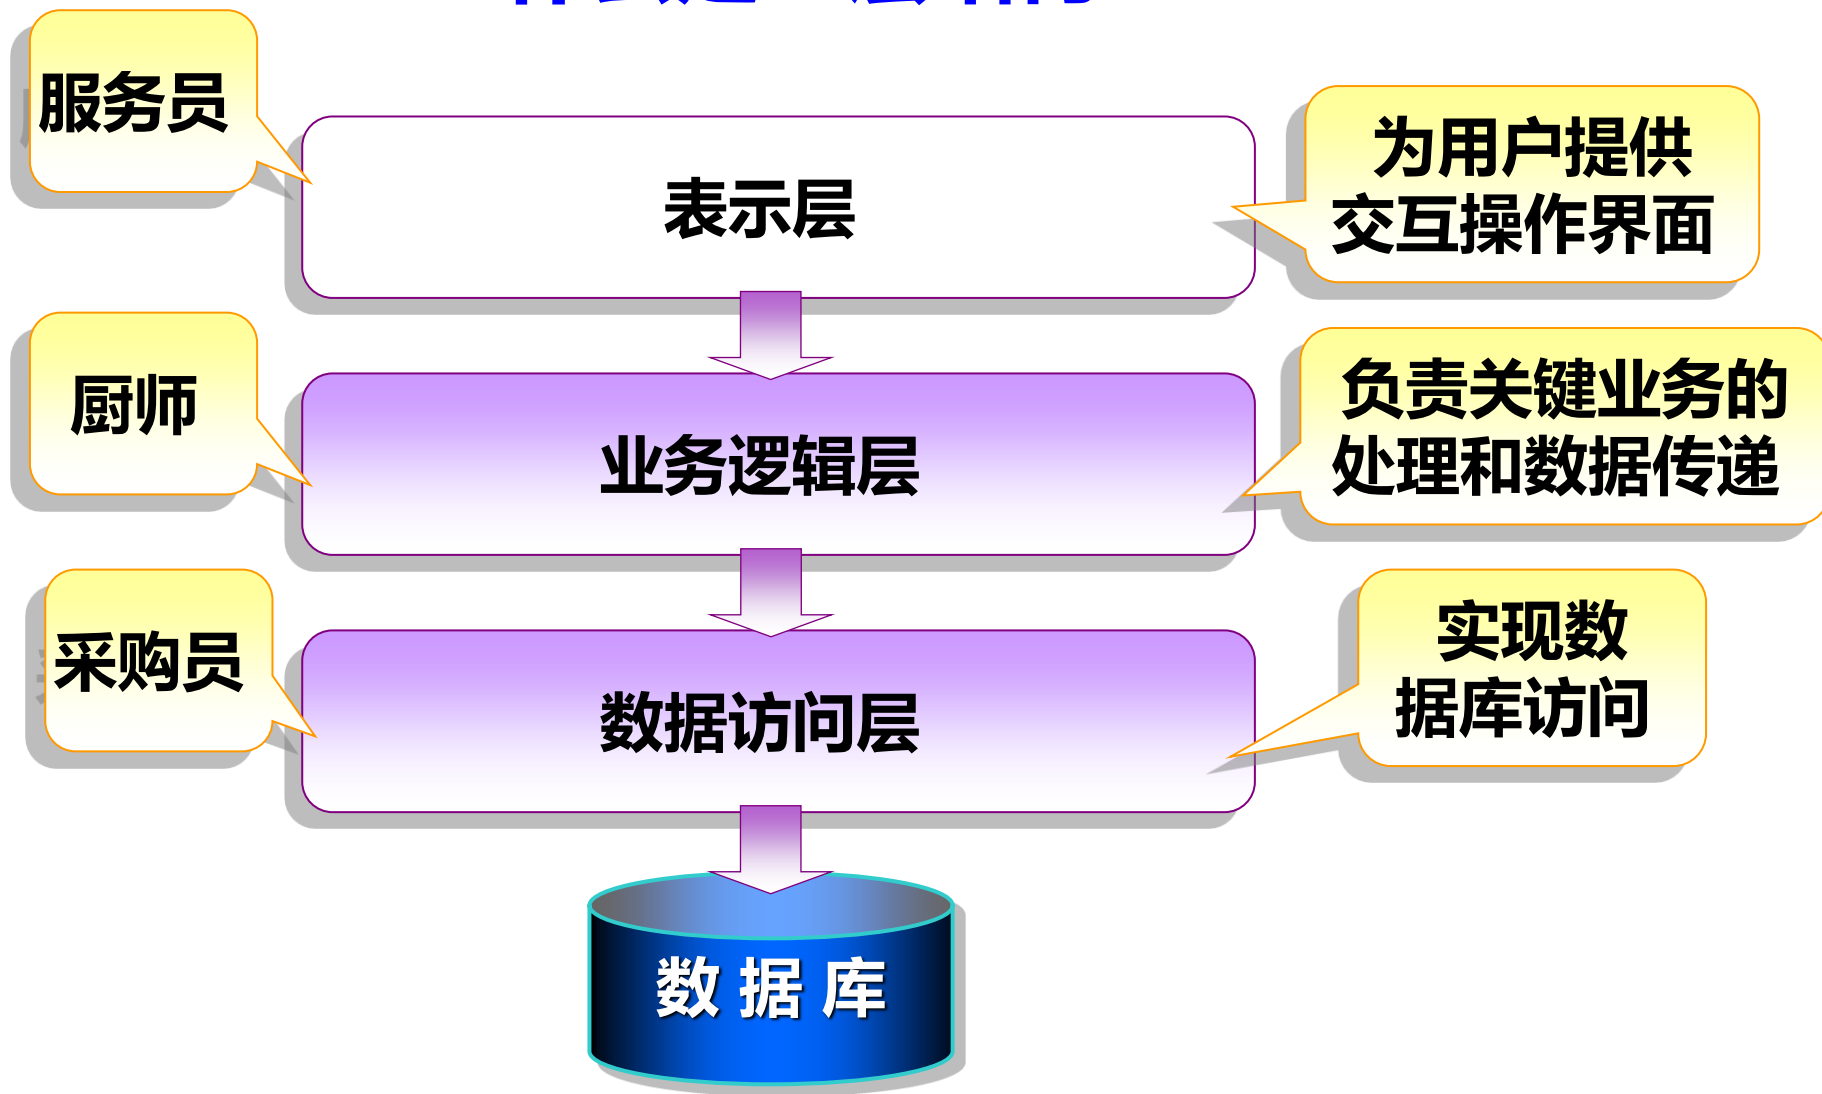 服务员
表示层
为用户提供
交互操作界面
厨师
业务逻辑层
负责关键业务的
处理和数据传递
采购员
数据访问层
实现数
据库访问
数 据 库